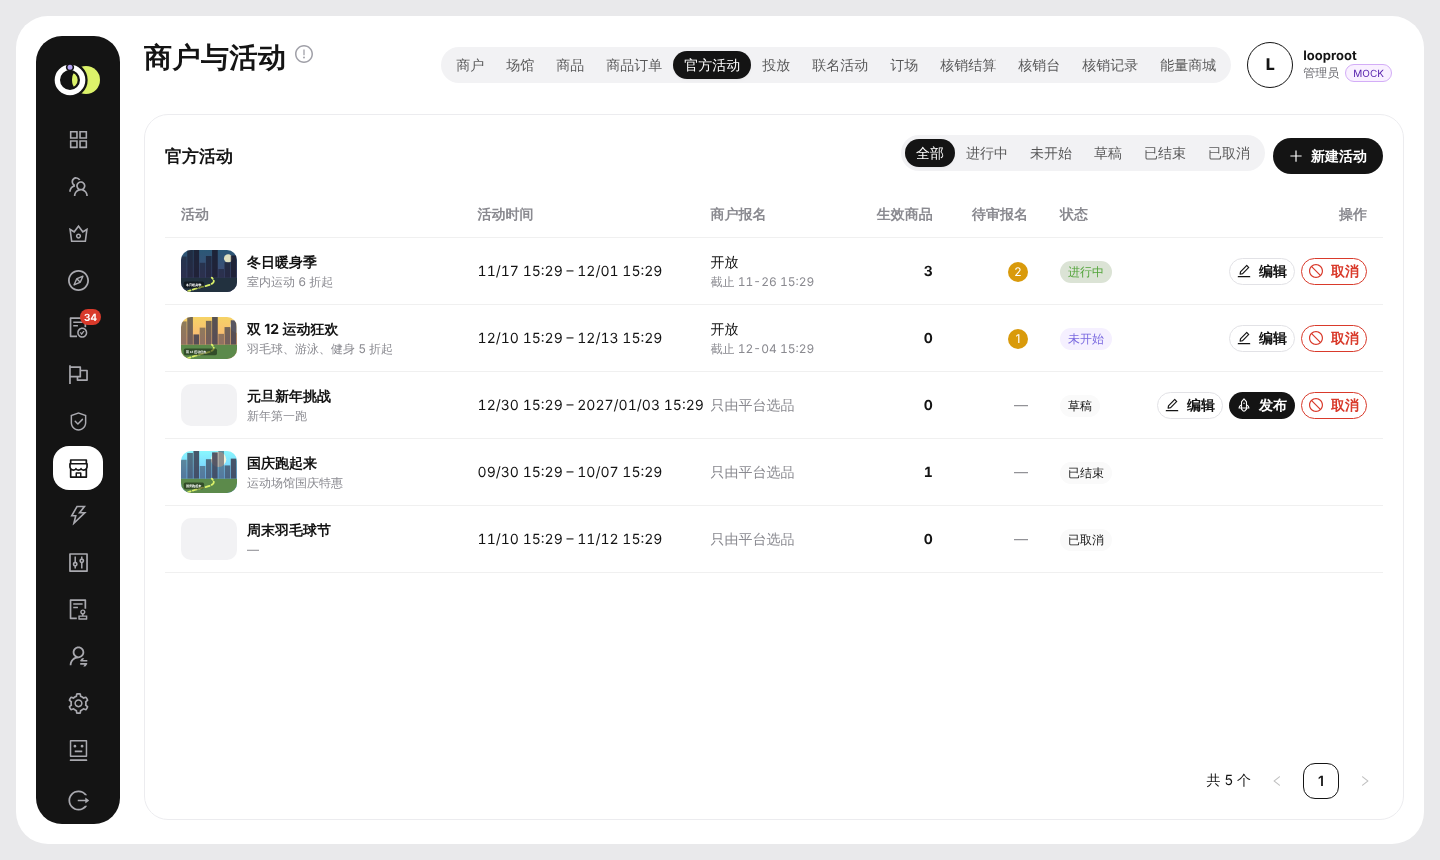 商户与活动
商户 场馆 商品 商品订单 官方活动 投放 联名活动 订场 核销结算 核销台 核销记录 能量商城
L
looproot
管理员 MOCK
34
官方活动
全部 进行中 未开始 草稿 已结束 已取消
新建活动
活动 活动时间 商户报名 生效商品 待审报名 状态 操作
冬日暖身季
室内运动 6 折起
11/17 15:29 – 12/01 15:29
开放
截止 11-26 15:29
3
2
进行中
编辑 取消
双 12 运动狂欢
羽毛球、游泳、健身 5 折起
12/10 15:29 – 12/13 15:29
开放
截止 12-04 15:29
0
1
未开始
编辑 取消
元旦新年挑战
新年第一跑
12/30 15:29 – 2027/01/03 15:29
只由平台选品
0
—
草稿
编辑 发布 取消
国庆跑起来
运动场馆国庆特惠
09/30 15:29 – 10/07 15:29
只由平台选品
1
—
已结束
周末羽毛球节
—
11/10 15:29 – 11/12 15:29
只由平台选品
0
—
已取消
共 5 个
1